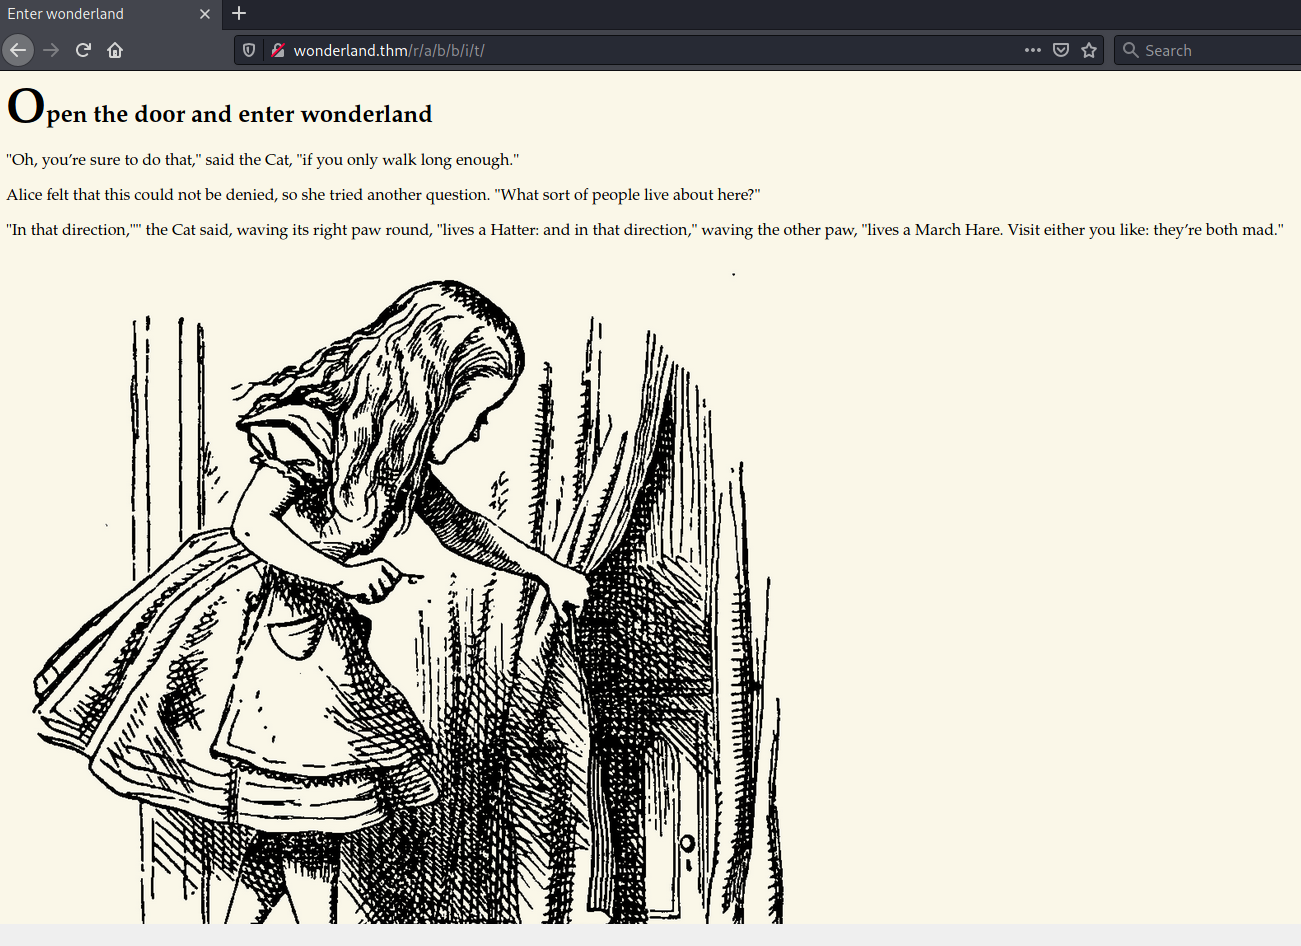 Enter wonderland
wonderland.thm/r/a/b/b/i/t/
Search
Open the door and enter wonderland
"Oh, you’re sure to do that," said the Cat, "if you only walk long enough."
Alice felt that this could not be denied, so she tried another question. "What sort of people live about here?"
"In that direction,"" the Cat said, waving its right paw round, "lives a Hatter: and in that direction," waving the other paw, "lives a March Hare. Visit either you like: they’re both mad."